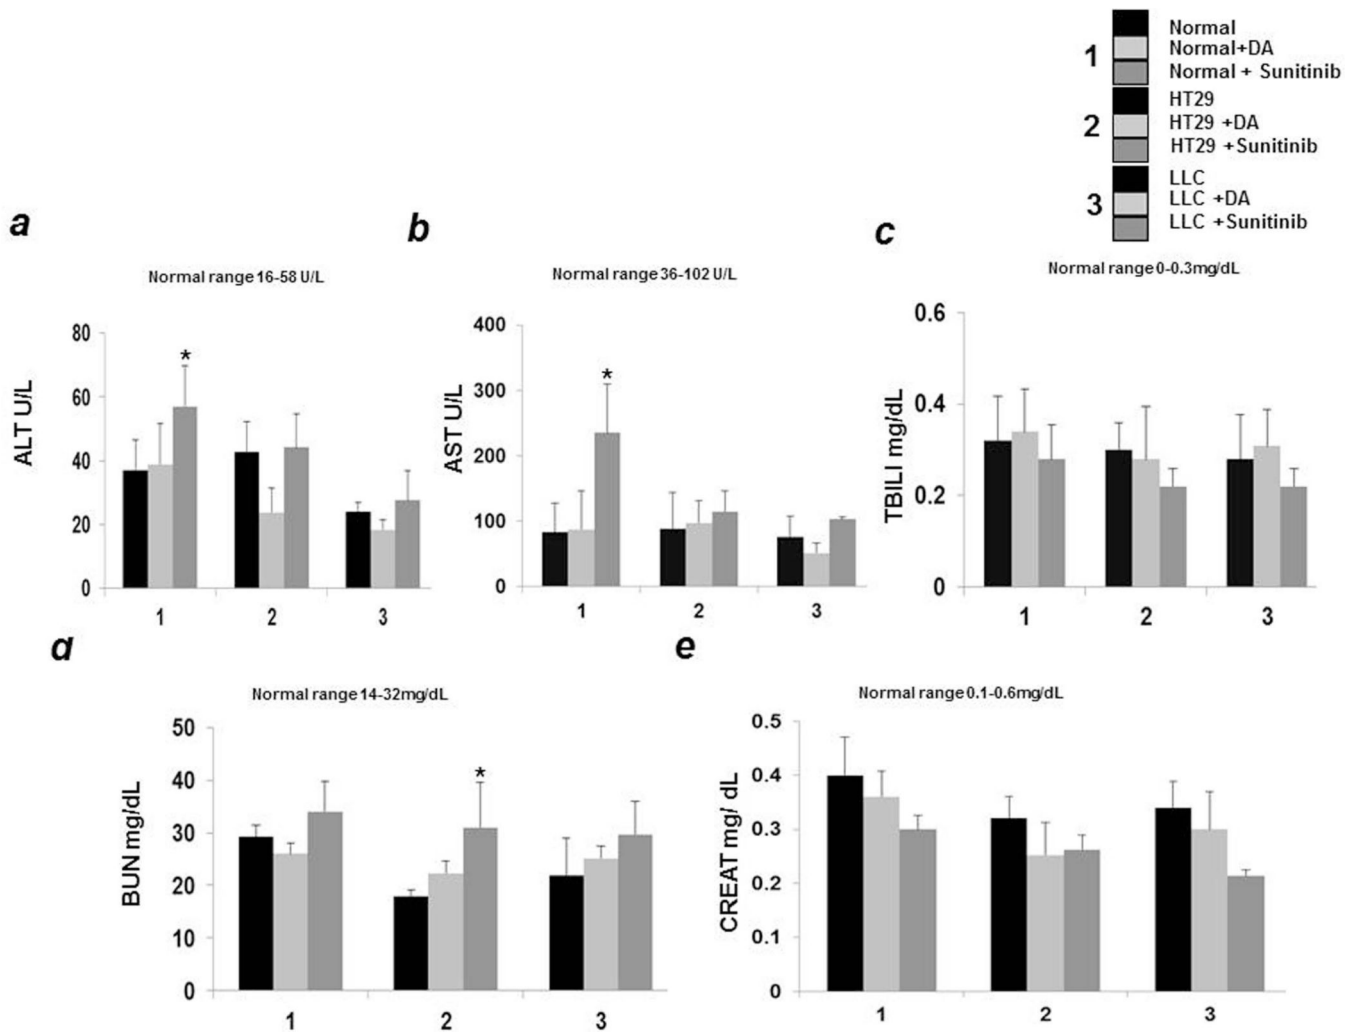 1
Normal
Normal+DA
Normal + Sunitinib
2
HT29
HT29 +DA
HT29 +Sunitinib
3
LLC
LLC +DA
LLC +Sunitinib
a
Normal range 16-58 U/L
ALT U/L
80
60
40
20
0
1 2 3
b
Normal range 36-102 U/L
AST U/L
400
300
200
100
0
1 2 3
c
Normal range 0-0.3mg/dL
TBILI mg/dL
0.6
0.4
0.2
0
1 2 3
d
Normal range 14-32mg/dL
BUN mg/dL
50
40
30
20
10
0
1 2 3
e
Normal range 0.1-0.6mg/dL
CREAT mg/ dL
0.5
0.4
0.3
0.2
0.1
0
1 2 3
*
*
*